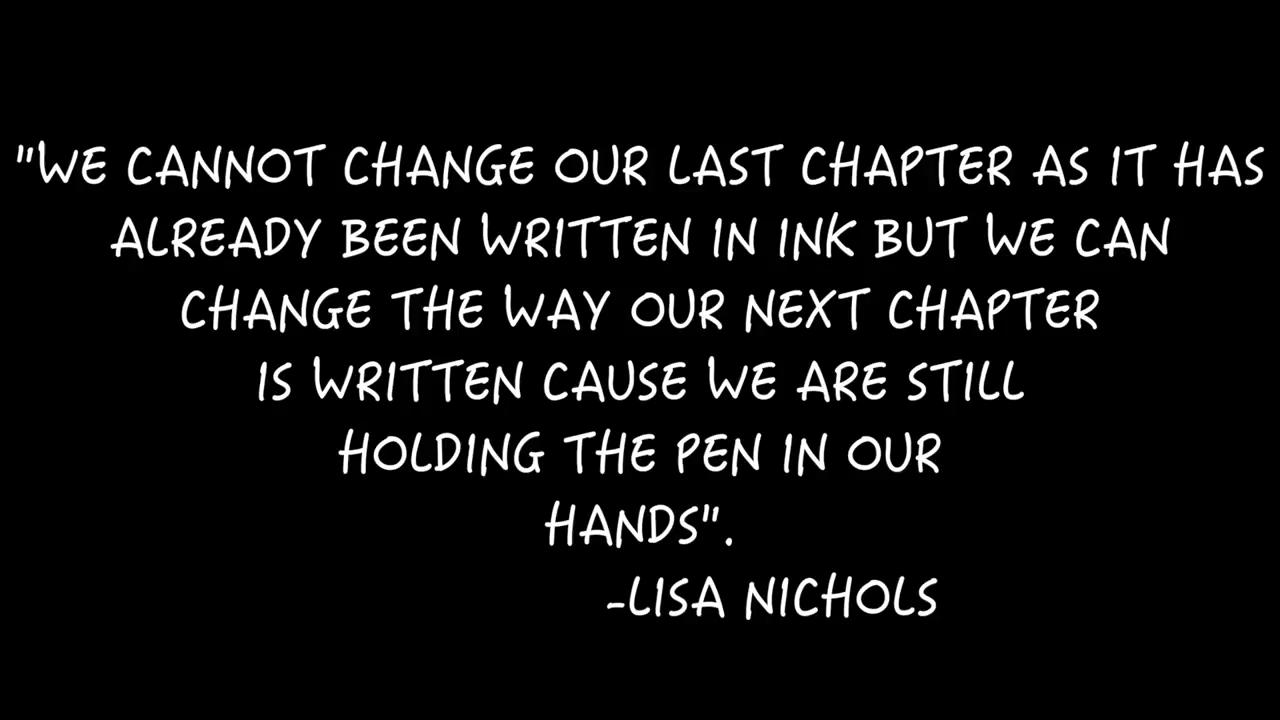 "WE CANNOT CHANGE OUR LAST CHAPTER AS IT HAS
ALREADY BEEN WRITTEN IN INK BUT WE CAN
CHANGE THE WAY OUR NEXT CHAPTER
IS WRITTEN CAUSE WE ARE STILL
HOLDING THE PEN IN OUR
HANDS".
-LISA NICHOLS